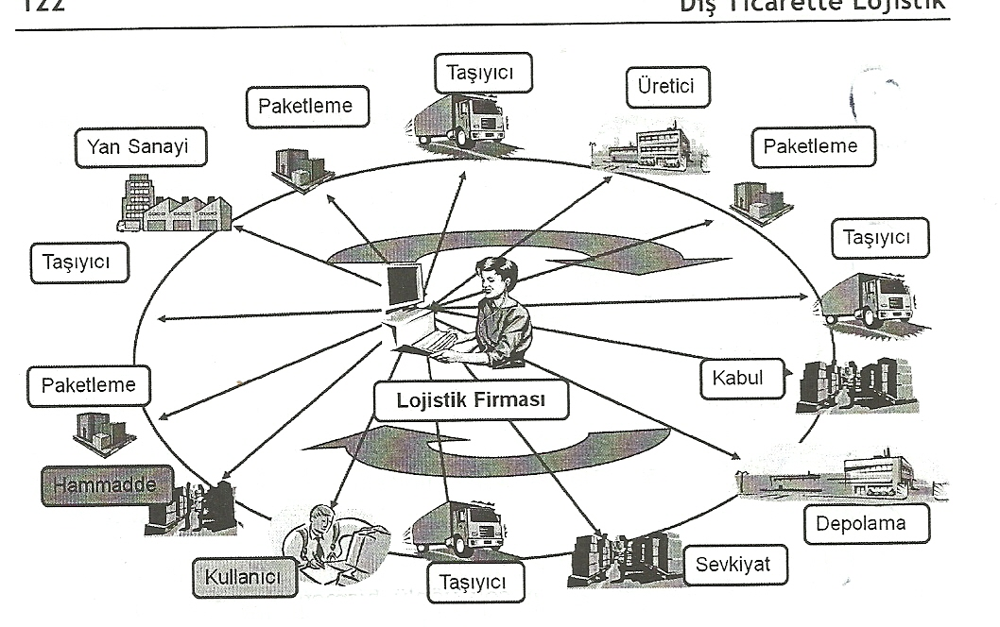 122
Dış Ticarette Lojistik
Taşıyıcı
Üretici
Paketleme
Paketleme
Yan Sanayi
Taşıyıcı
Taşıyıcı
Paketleme
Kabul
Lojistik Firması
Hammadde
Depolama
Kullanıcı
Taşıyıcı
Sevkiyat